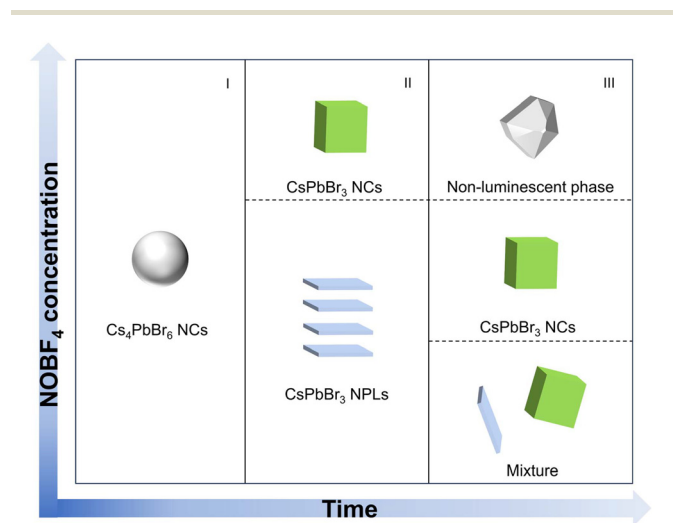 NOBF₄ concentration
I
II
III
CsPbBr₃ NCs
Non-luminescent phase
Cs₄PbBr₆ NCs
CsPbBr₃ NCs
CsPbBr₃ NPLs
Mixture
Time